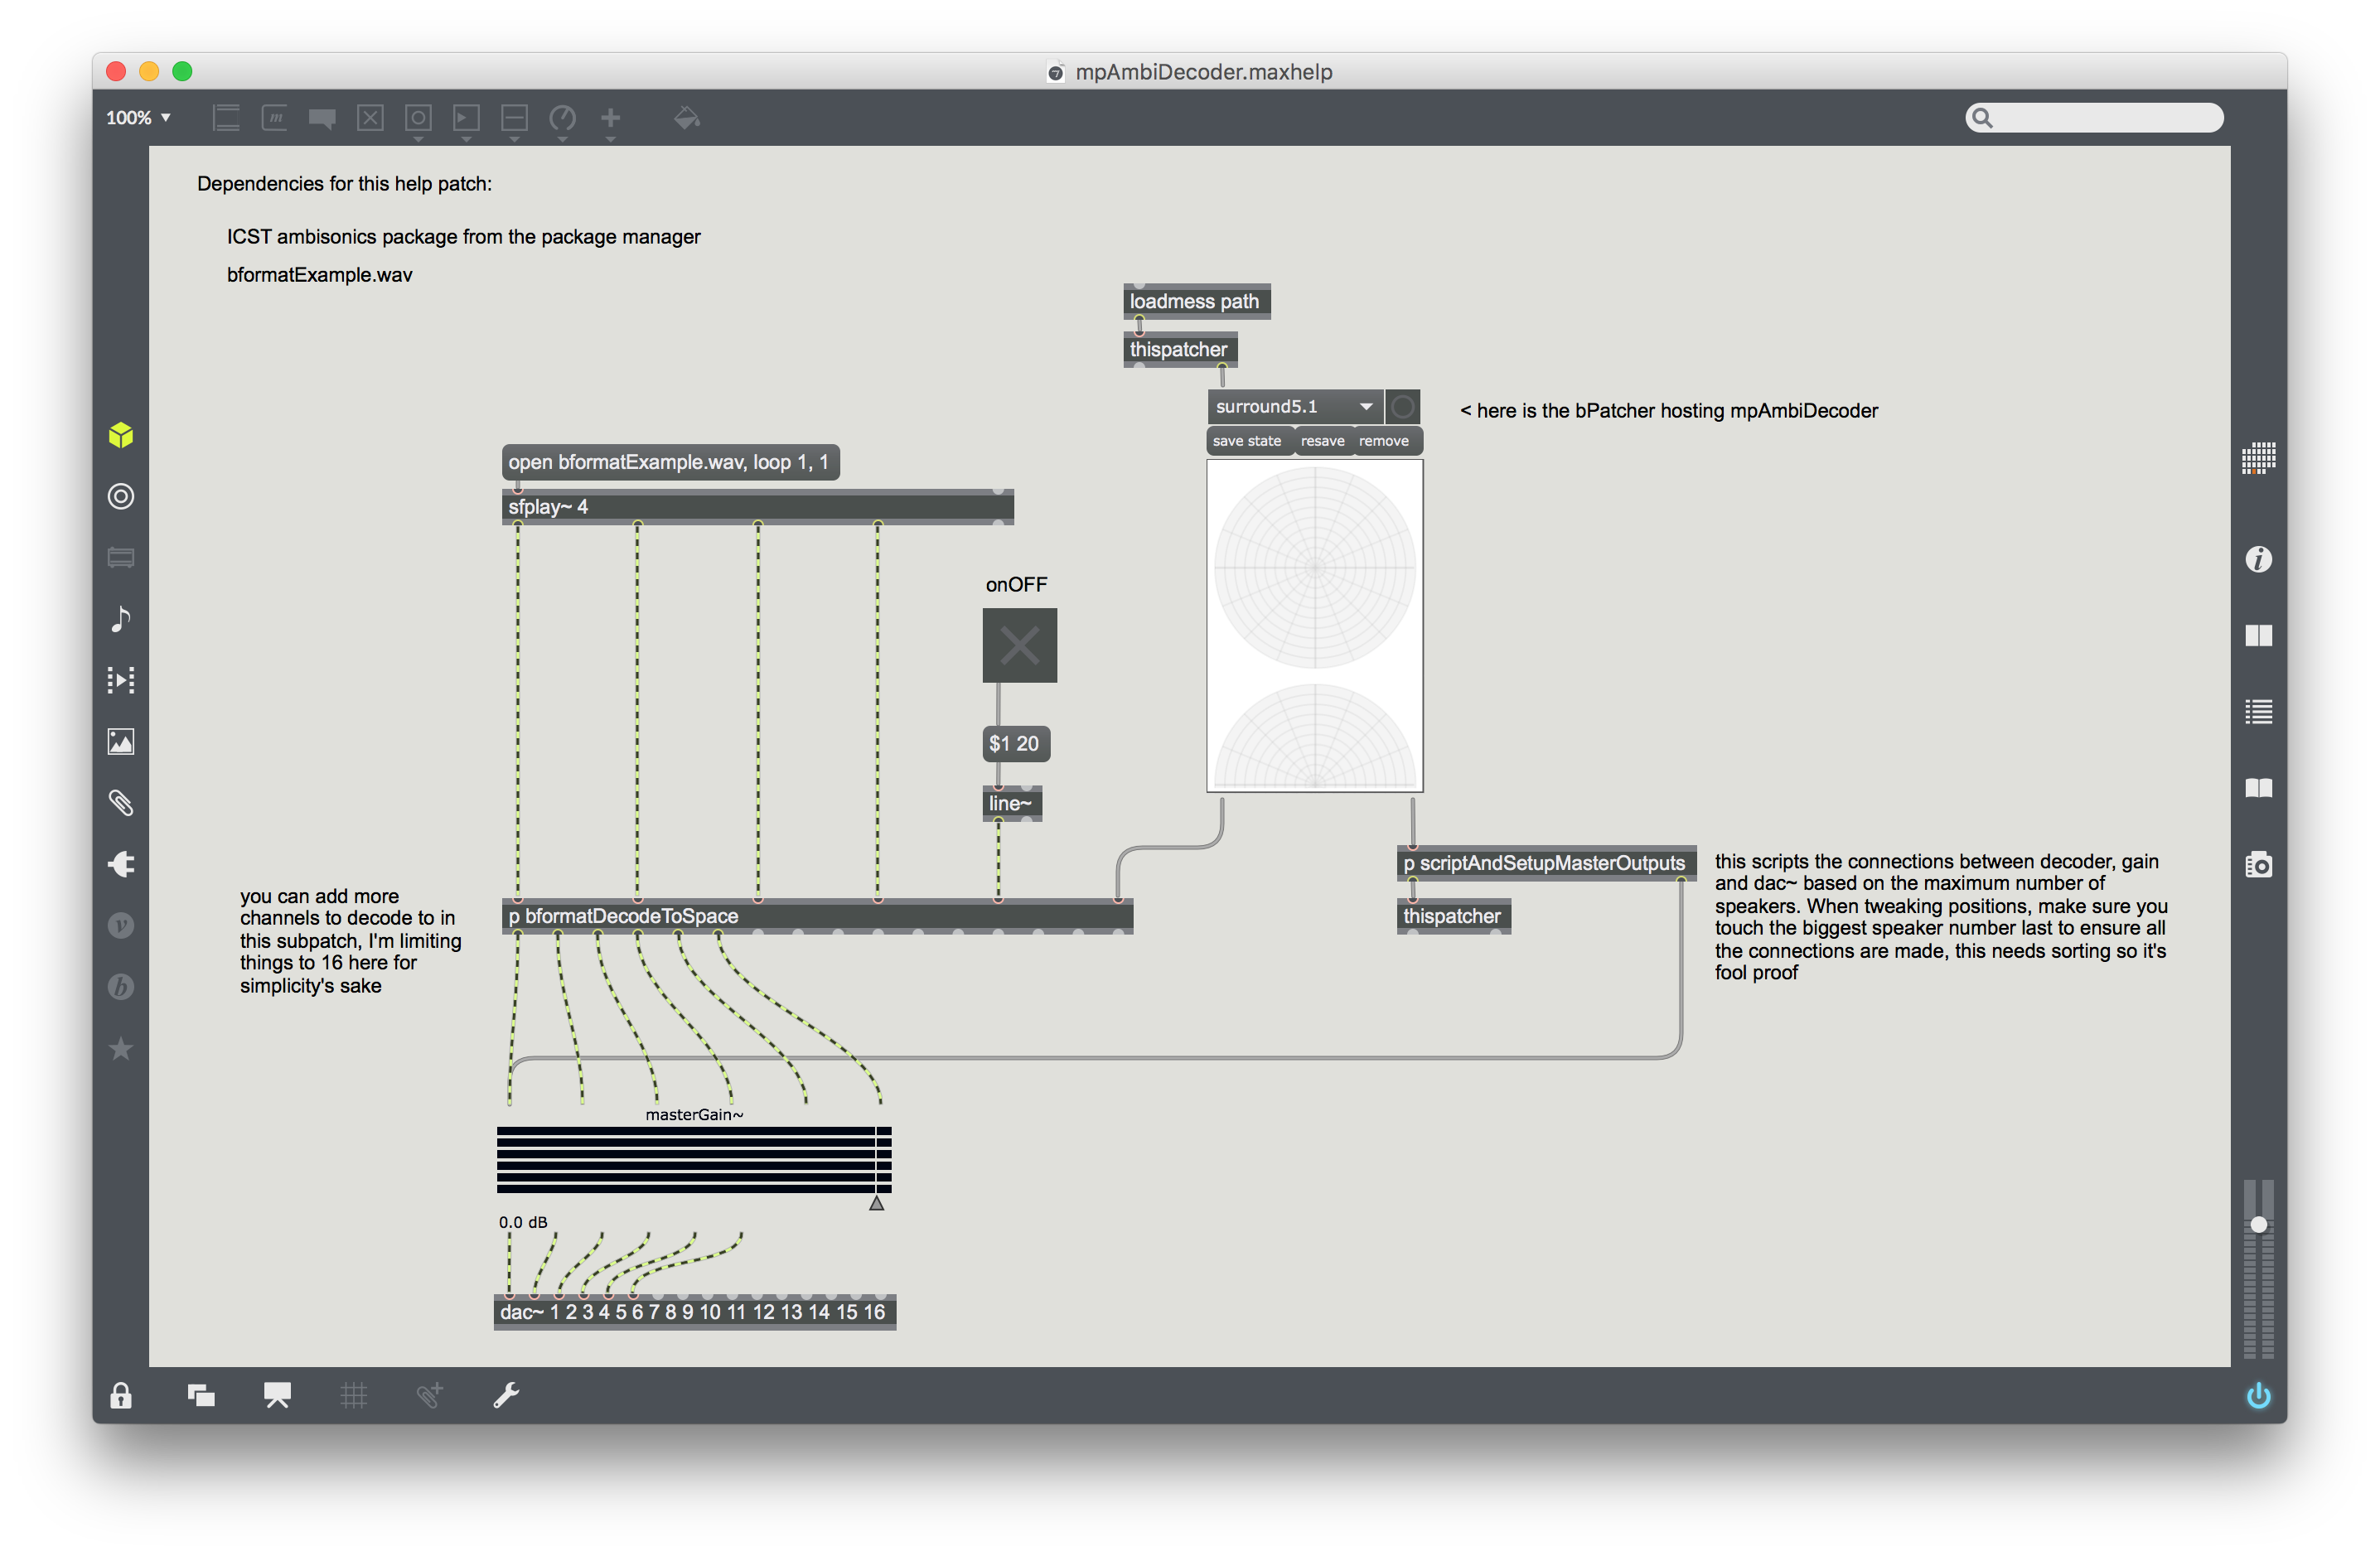 mpAmbiDecoder.maxhelp
100%
Dependencies for this help patch:
ICST ambisonics package from the package manager
bformatExample.wav
loadmess path
thispatcher
surround5.1
< here is the bPatcher hosting mpAmbiDecoder
save state
resave
remove
open bformatExample.wav, loop 1, 1
sfplay~ 4
onOFF
$1 20
line~
p scriptAndSetupMasterOutputs
thispatcher
this scripts the connections between decoder, gain
and dac~ based on the maximum number of
speakers. When tweaking positions, make sure you
touch the biggest speaker number last to ensure all
the connections are made, this needs sorting so it's
fool proof
you can add more
channels to decode to in
this subpatch, I'm limiting
things to 16 here for
simplicity's sake
p bformatDecodeToSpace
masterGain~
0.0 dB
dac~ 1 2 3 4 5 6 7 8 9 10 11 12 13 14 15 16